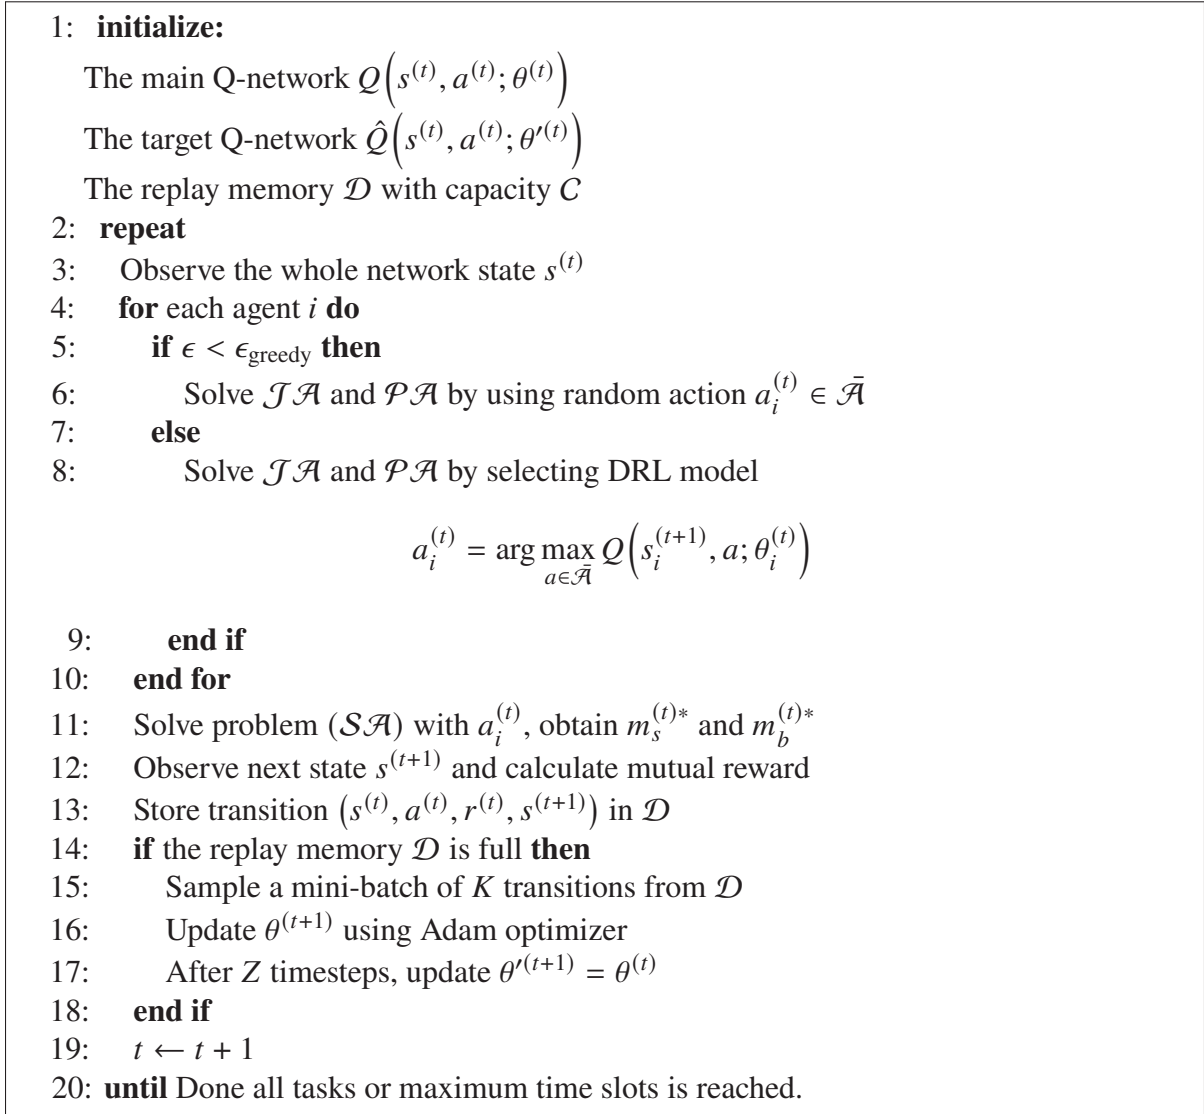 1: initialize:
The main Q-network Q(s^(t), a^(t); θ^(t))
The target Q-network Q̂(s^(t), a^(t); θ′^(t))
The replay memory 𝒟 with capacity 𝒞
2: repeat
3: Observe the whole network state s^(t)
4: for each agent i do
5: if ϵ < ϵ_greedy then
6: Solve 𝒥𝒜 and 𝒫𝒜 by using random action a_i^(t) ∈ 𝒜̄
7: else
8: Solve 𝒥𝒜 and 𝒫𝒜 by selecting DRL model
a_i^(t) = arg max_{a∈𝒜̄} Q(s_i^(t+1), a; θ_i^(t))
9: end if
10: end for
11: Solve problem (𝒮𝒜) with a_i^(t), obtain m_s^(t)* and m_b^(t)*
12: Observe next state s^(t+1) and calculate mutual reward
13: Store transition (s^(t), a^(t), r^(t), s^(t+1)) in 𝒟
14: if the replay memory 𝒟 is full then
15: Sample a mini-batch of K transitions from 𝒟
16: Update θ^(t+1) using Adam optimizer
17: After Z timesteps, update θ′^(t+1) = θ^(t)
18: end if
19: t ← t + 1
20: until Done all tasks or maximum time slots is reached.